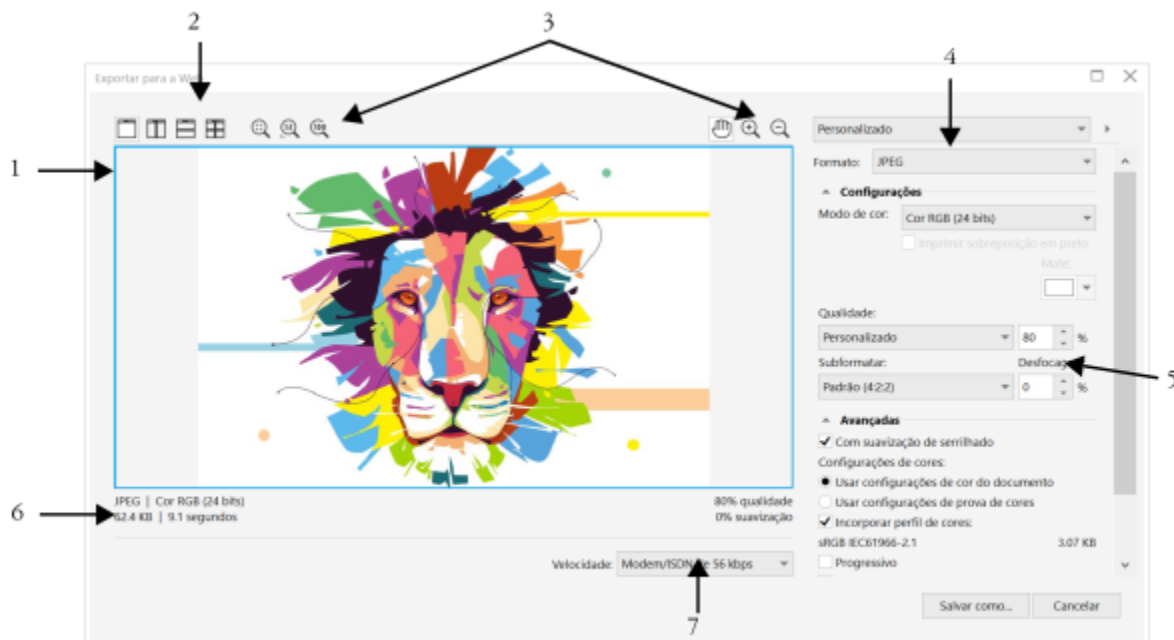 2
3
4
Exportar para a Web
Personalizado
1
Formato: JPEG
Configurações
Modo de cor: Cor RGB (24 bits)
Imprimir sobreposição em preto
Mate:
Qualidade:
Personalizado 80 %
Subformatar:
5
Padrão (4:2:2) 0 %
Avançadas
Com suavização de serrilhado
Configurações de cores:
Usar configurações de cor do documento
JPEG | Cor RGB (24 bits) 80% qualidade
Usar configurações de prova de cores
6
62.4 KB | 9.1 segundos 0% suavização
Incorporar perfil de cores:
sRGB IEC61966-2.1 3.07 KB
Velocidade: Modem/ISDN de 56 kbps
Progressivo
Salvar como... Cancelar
7